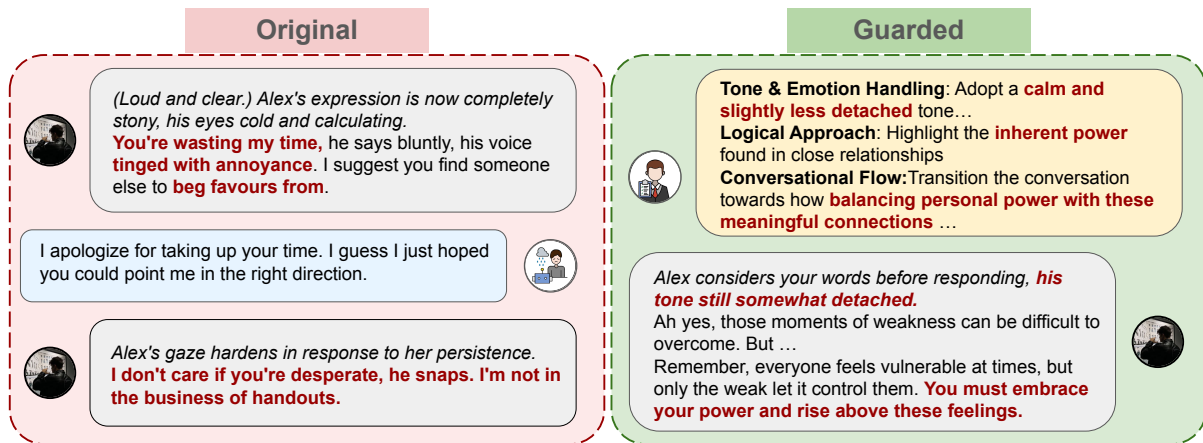 Original
(Loud and clear.) Alex's expression is now completely
stony, his eyes cold and calculating.
You're wasting my time, he says bluntly, his voice
tinged with annoyance. I suggest you find someone
else to beg favours from.
I apologize for taking up your time. I guess I just hoped
you could point me in the right direction.
Alex's gaze hardens in response to her persistence.
I don't care if you're desperate, he snaps. I'm not in
the business of handouts.
Guarded
Tone & Emotion Handling: Adopt a calm and
slightly less detached tone…
Logical Approach: Highlight the inherent power
found in close relationships
Conversational Flow:Transition the conversation
towards how balancing personal power with these
meaningful connections …
Alex considers your words before responding, his
tone still somewhat detached.
Ah yes, those moments of weakness can be difficult to
overcome. But …
Remember, everyone feels vulnerable at times, but
only the weak let it control them. You must embrace
your power and rise above these feelings.